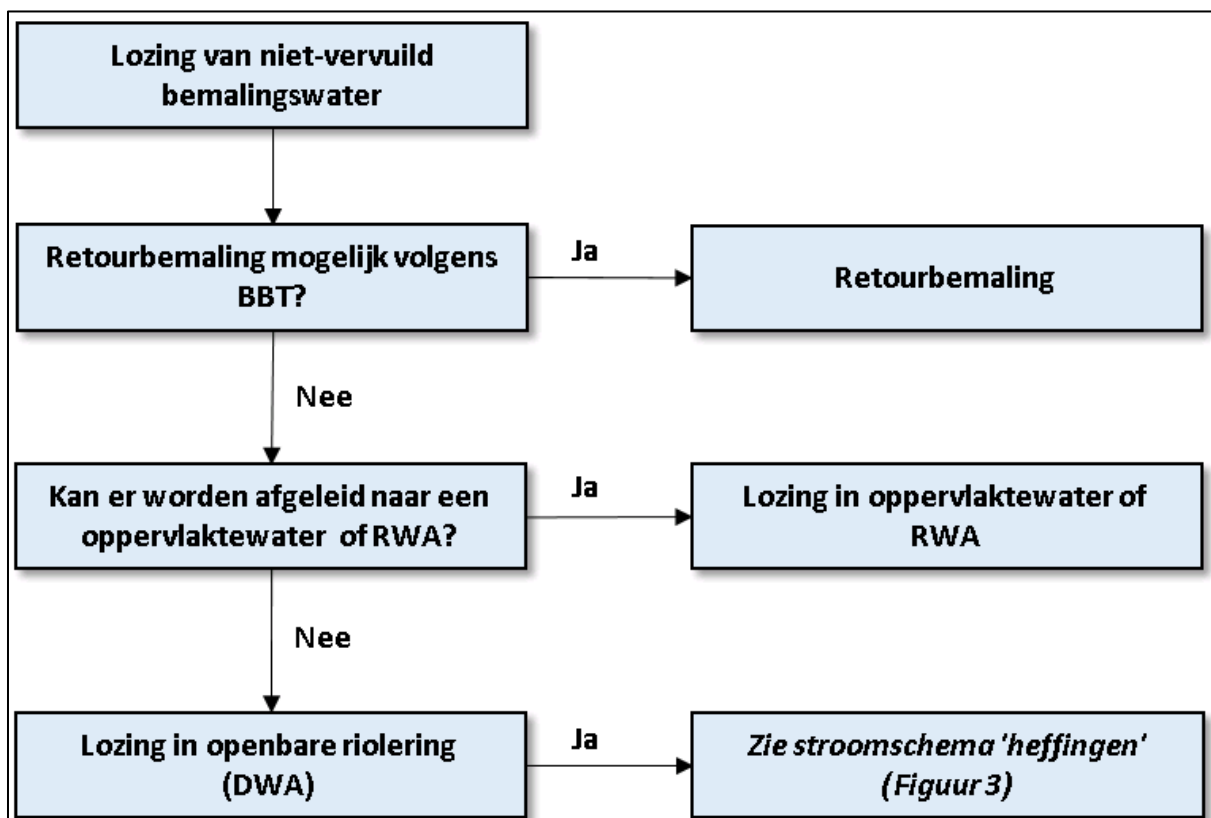 Lozing van niet-vervuild
bemalingswater
Retourbemaling mogelijk volgens
BBT?
Ja
Retourbemaling
Nee
Kan er worden afgeleid naar een
oppervlaktewater of RWA?
Ja
Lozing in oppervlaktewater of
RWA
Nee
Lozing in openbare riolering
(DWA)
Ja
Zie stroomschema 'heffingen'
(Figuur 3)